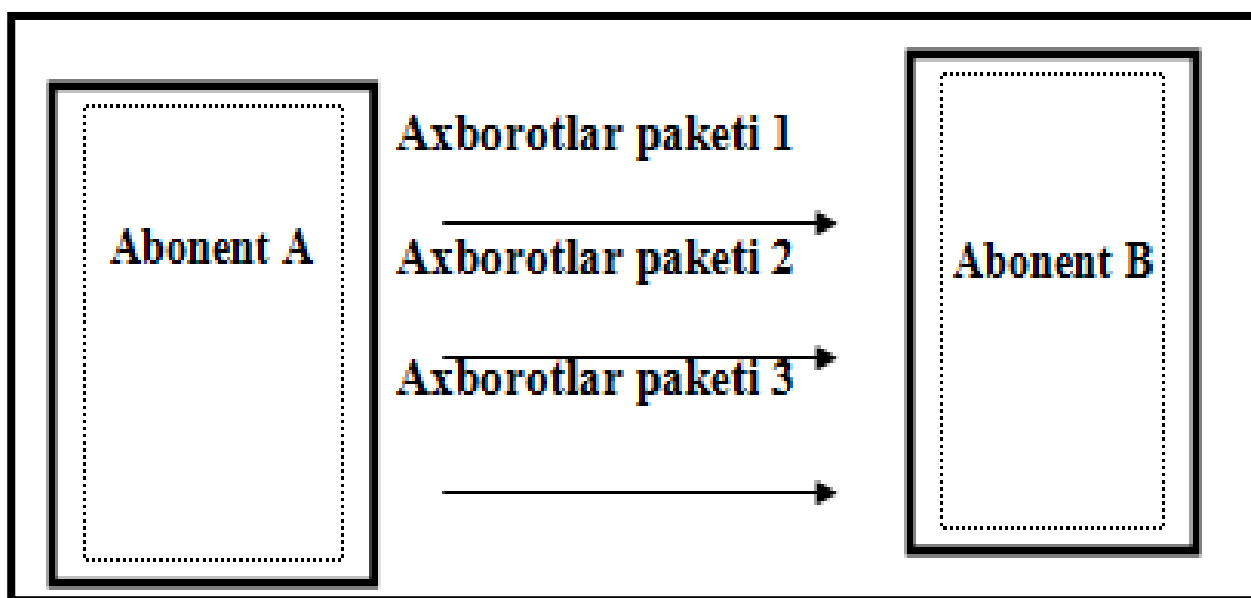 Axborotlar paketi 1
Abonent A
Axborotlar paketi 2
Abonent B
Axborotlar paketi 3